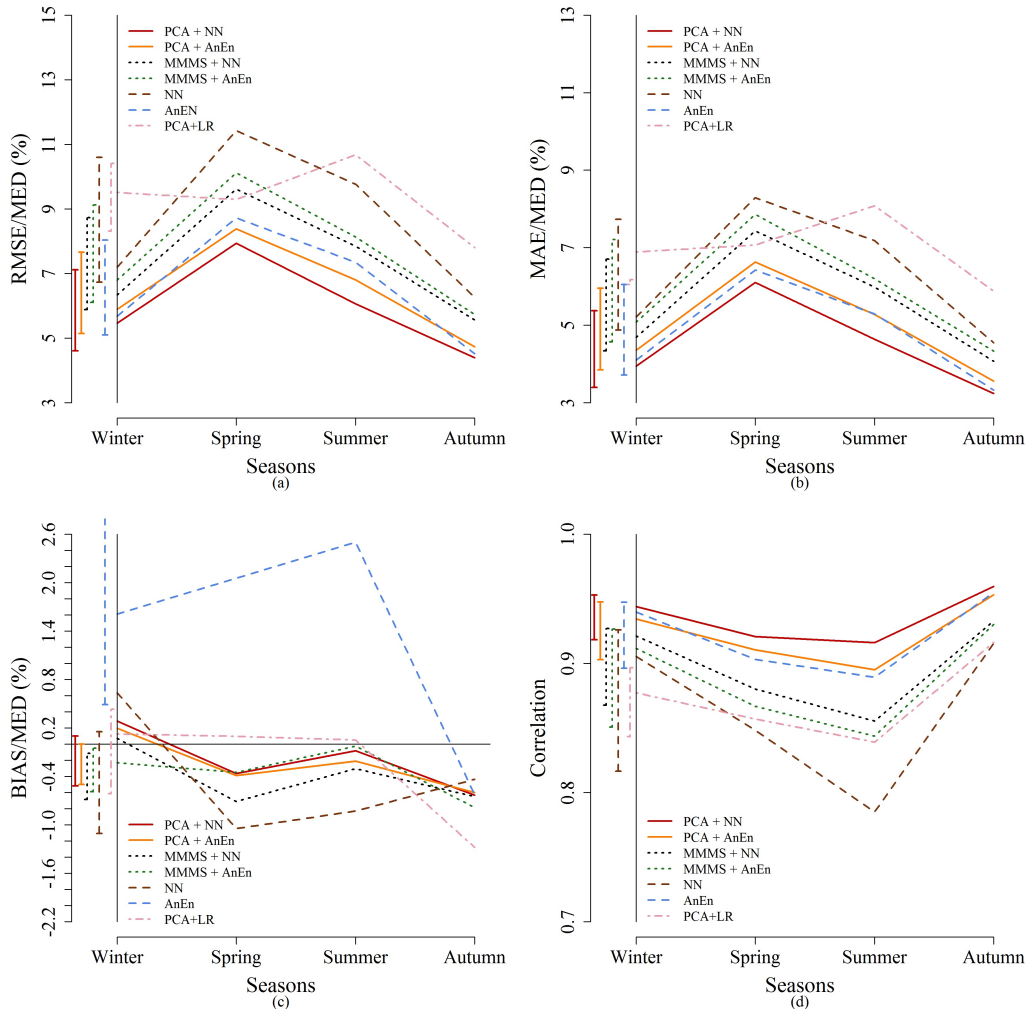 15
13
11
9
7
5
3
RMSE/MED (%)
PCA + NN
PCA + AnEn
MMMS + NN
MMMS + AnEn
NN
AnEN
PCA+LR
Winter
Spring
Summer
Autumn
Seasons
(a)
13
11
9
7
5
3
MAE/MED (%)
PCA + NN
PCA + AnEn
MMMS + NN
MMMS + AnEn
NN
AnEn
PCA+LR
Winter
Spring
Summer
Autumn
Seasons
(b)
2.6
2.0
1.4
0.8
0.2
-0.4
-1.0
-1.6
-2.2
BIAS/MED (%)
PCA + NN
PCA + AnEn
MMMS + NN
MMMS + AnEn
NN
AnEn
PCA+LR
Winter
Spring
Summer
Autumn
Seasons
(c)
1.0
0.9
0.8
0.7
Correlation
PCA + NN
PCA + AnEn
MMMS + NN
MMMS + AnEn
NN
AnEn
PCA+LR
Winter
Spring
Summer
Autumn
Seasons
(d)